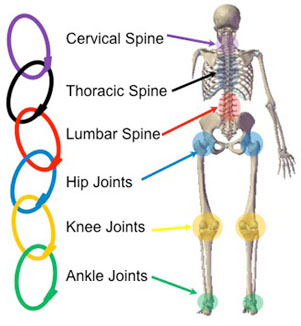 Cervical Spine
Thoracic Spine
Lumbar Spine
Hip Joints
Knee Joints
Ankle Joints